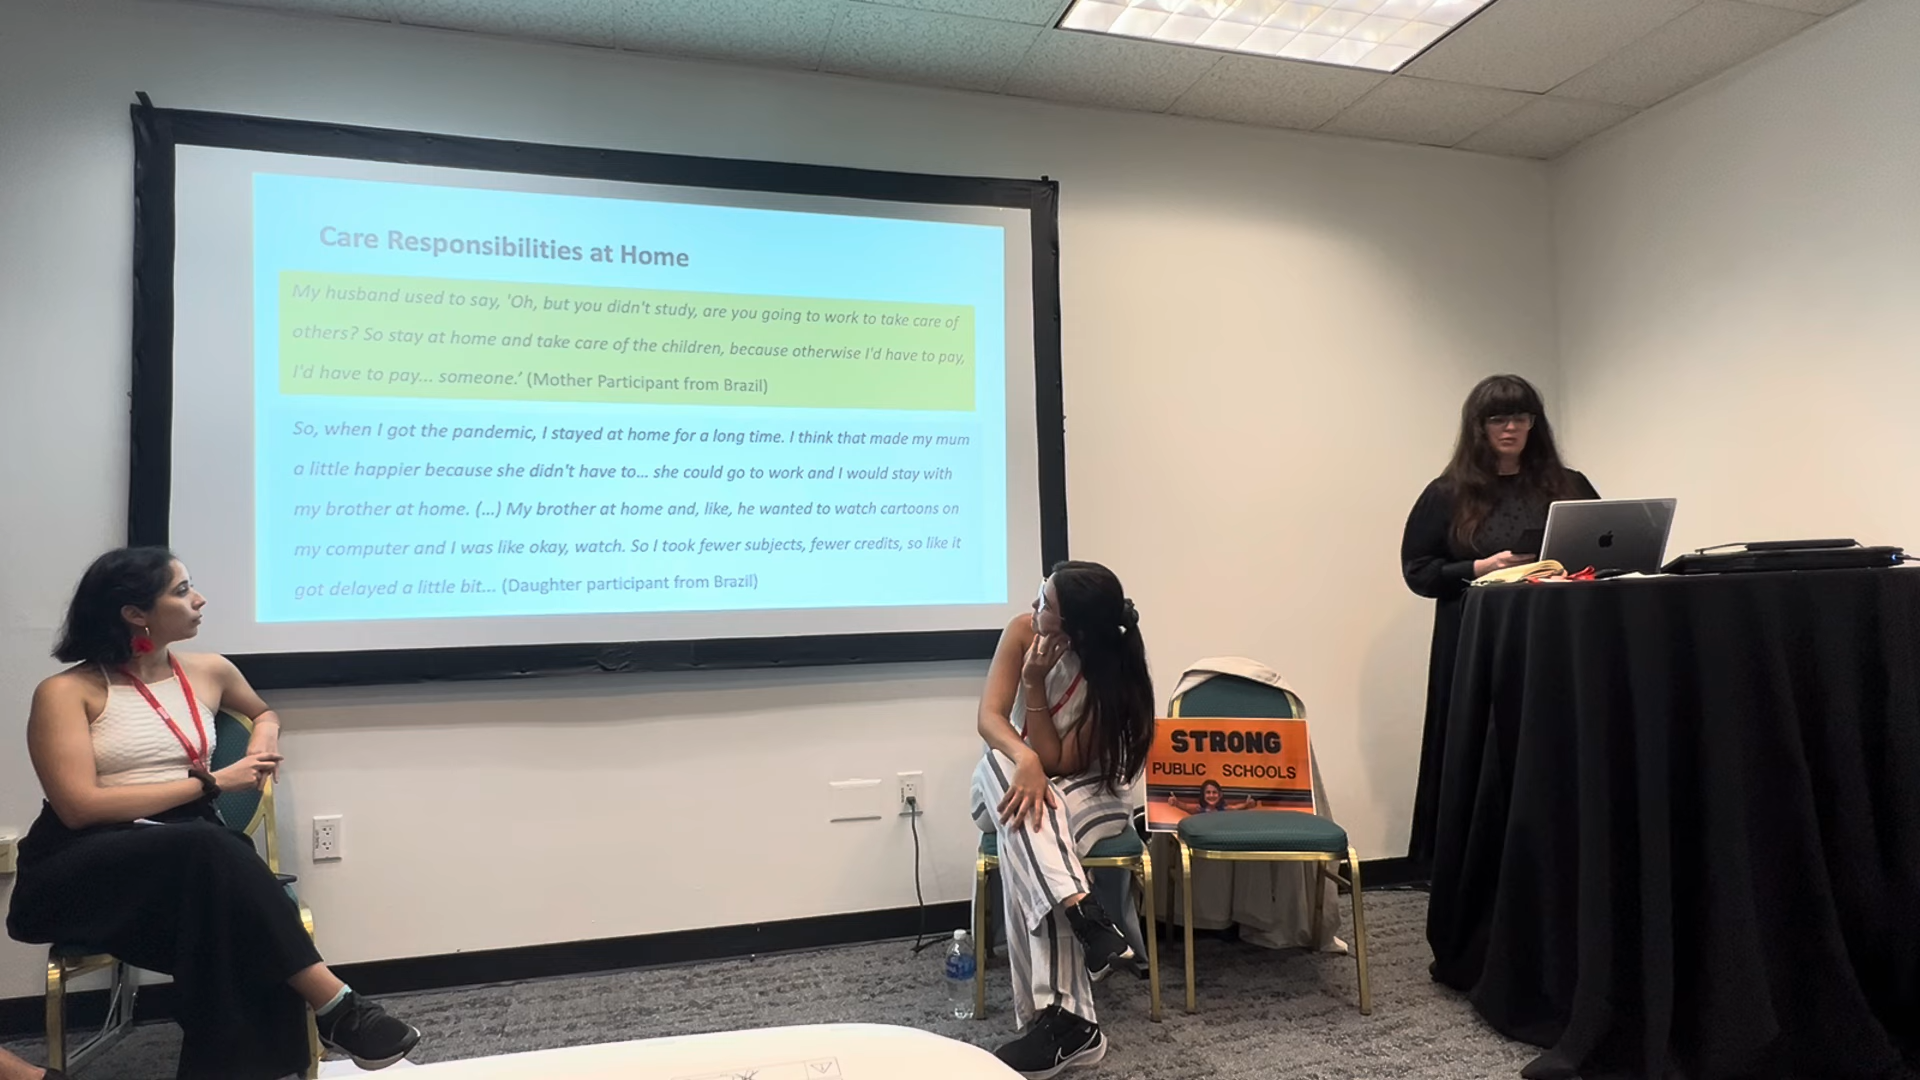 Care Responsibilities at Home
My husband used to say, 'Oh, but you didn't study, are you going to work to take care of
others? So stay at home and take care of the children, because otherwise I'd have to pay,
I'd have to pay... someone.' (Mother Participant from Brazil)
So, when I got the pandemic, I stayed at home for a long time. I think that made my mum
a little happier because she didn't have to... she could go to work and I would stay with
my brother at home. (...) My brother at home and, like, he wanted to watch cartoons on
my computer and I was like okay, watch. So I took fewer subjects, fewer credits, so like it
got delayed a little bit... (Daughter participant from Brazil)
STRONG
PUBLIC SCHOOLS